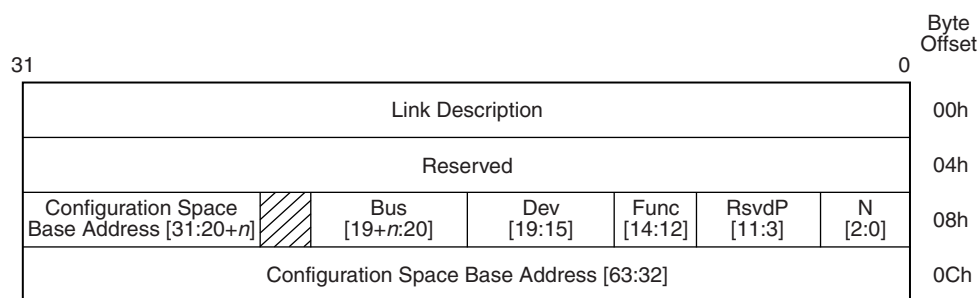 Byte
Offset
31 0
Link Description 00h
Reserved 04h
Configuration Space Bus Dev Func RsvdP N
Base Address [31:20+n] [19+n:20] [19:15] [14:12] [11:3] [2:0] 08h
Configuration Space Base Address [63:32] 0Ch